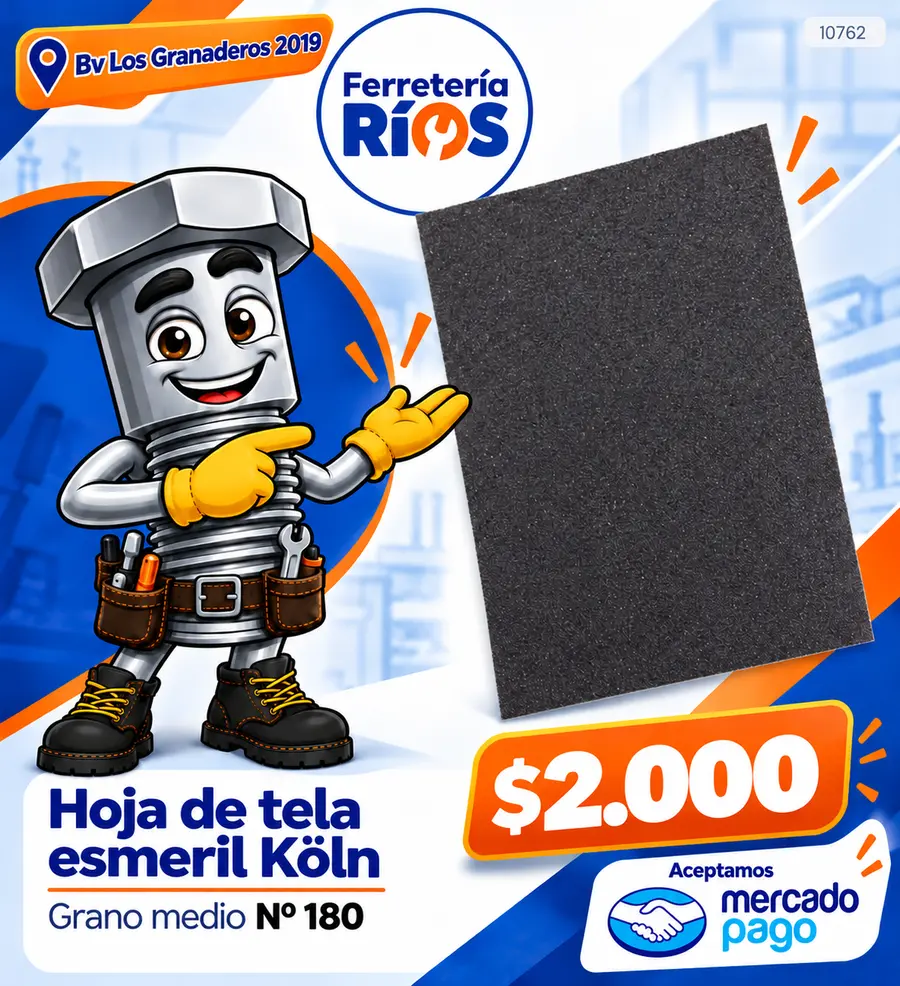 Bv Los Granaderos 2019
Ferretería
RÍOS
10762
$2.000
Hoja de tela
esmeril Köln
Grano medio Nº 180
Aceptamos
mercado
pago